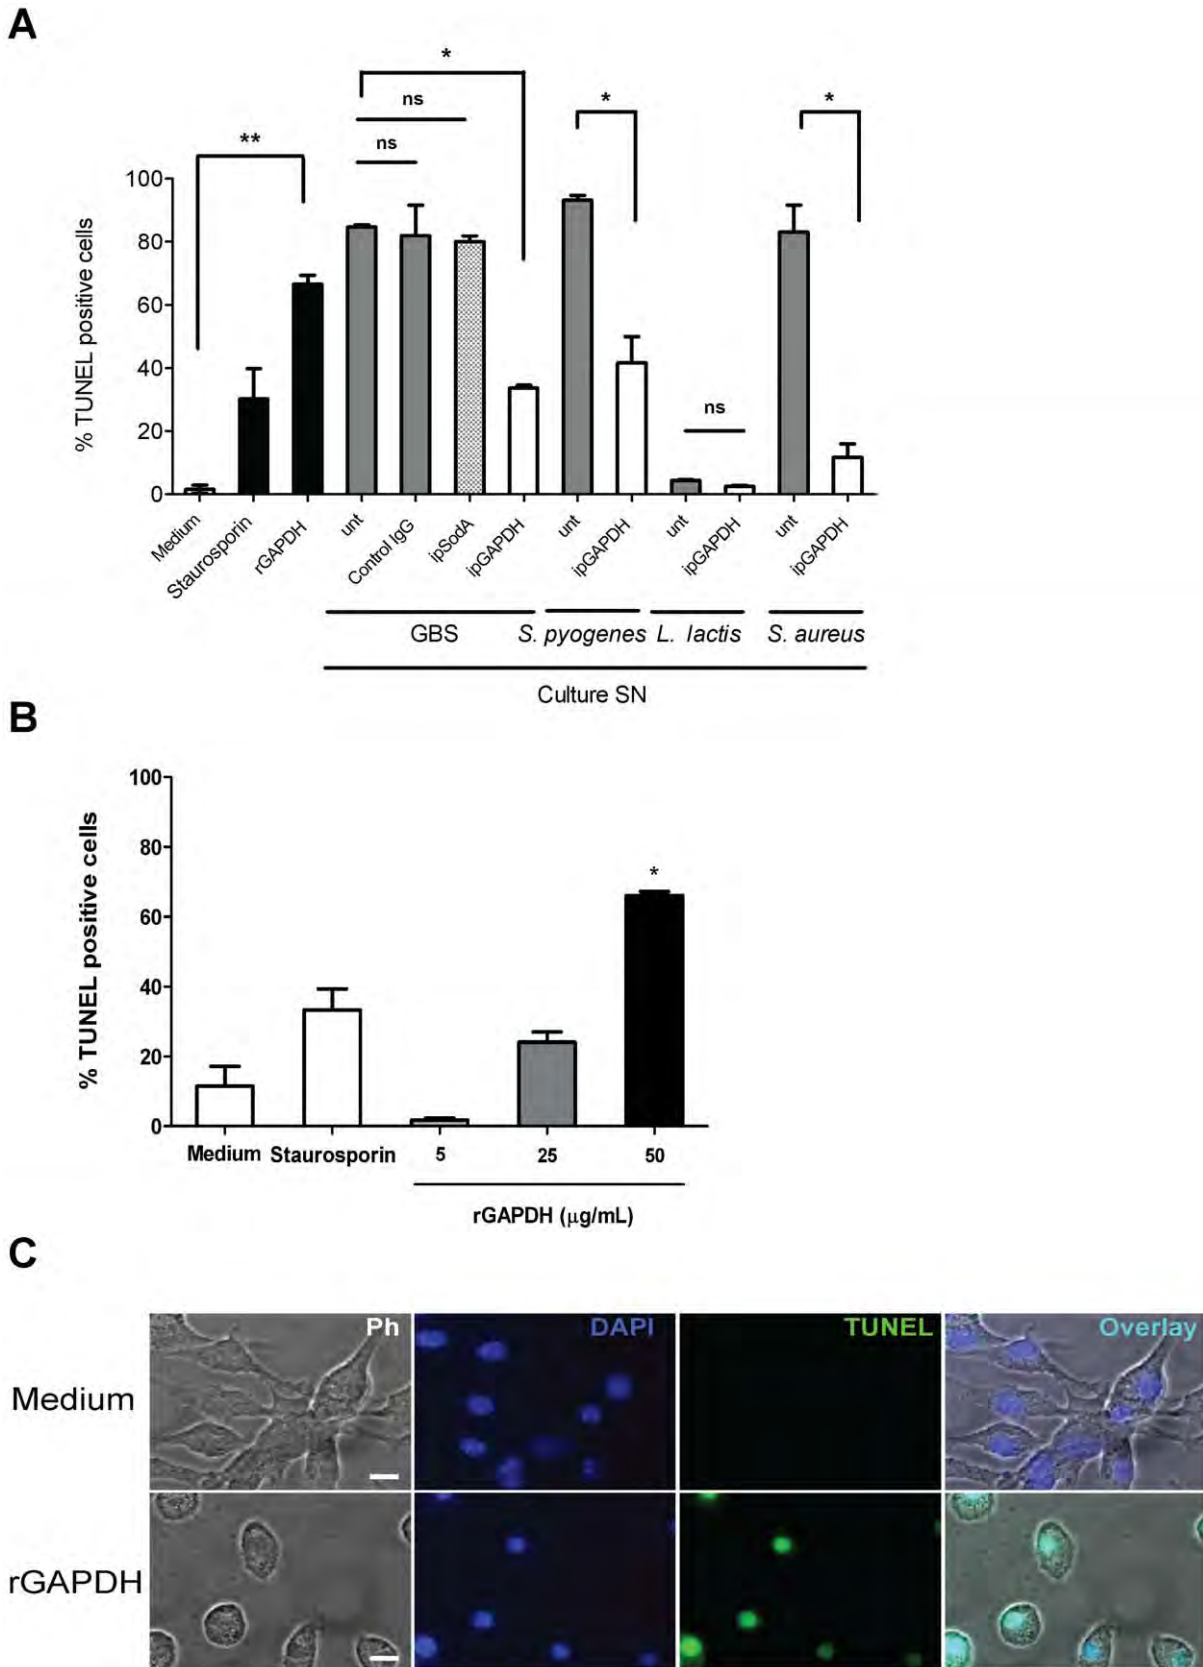 A
*
ns
*
*
**
ns
ns
100
80
60
40
20
0
% TUNEL positive cells
Medium
Staurosporin
rGAPDH
unt
Control IgG
ipSodA
ipGAPDH
unt
ipGAPDH
unt
ipGAPDH
unt
ipGAPDH
GBS S. pyogenes L. lactis S. aureus
Culture SN
B
100
80
60
40
20
0
% TUNEL positive cells
*
Medium Staurosporin 5 25 50
rGAPDH (μg/mL)
C
Ph DAPI TUNEL Overlay
Medium
rGAPDH